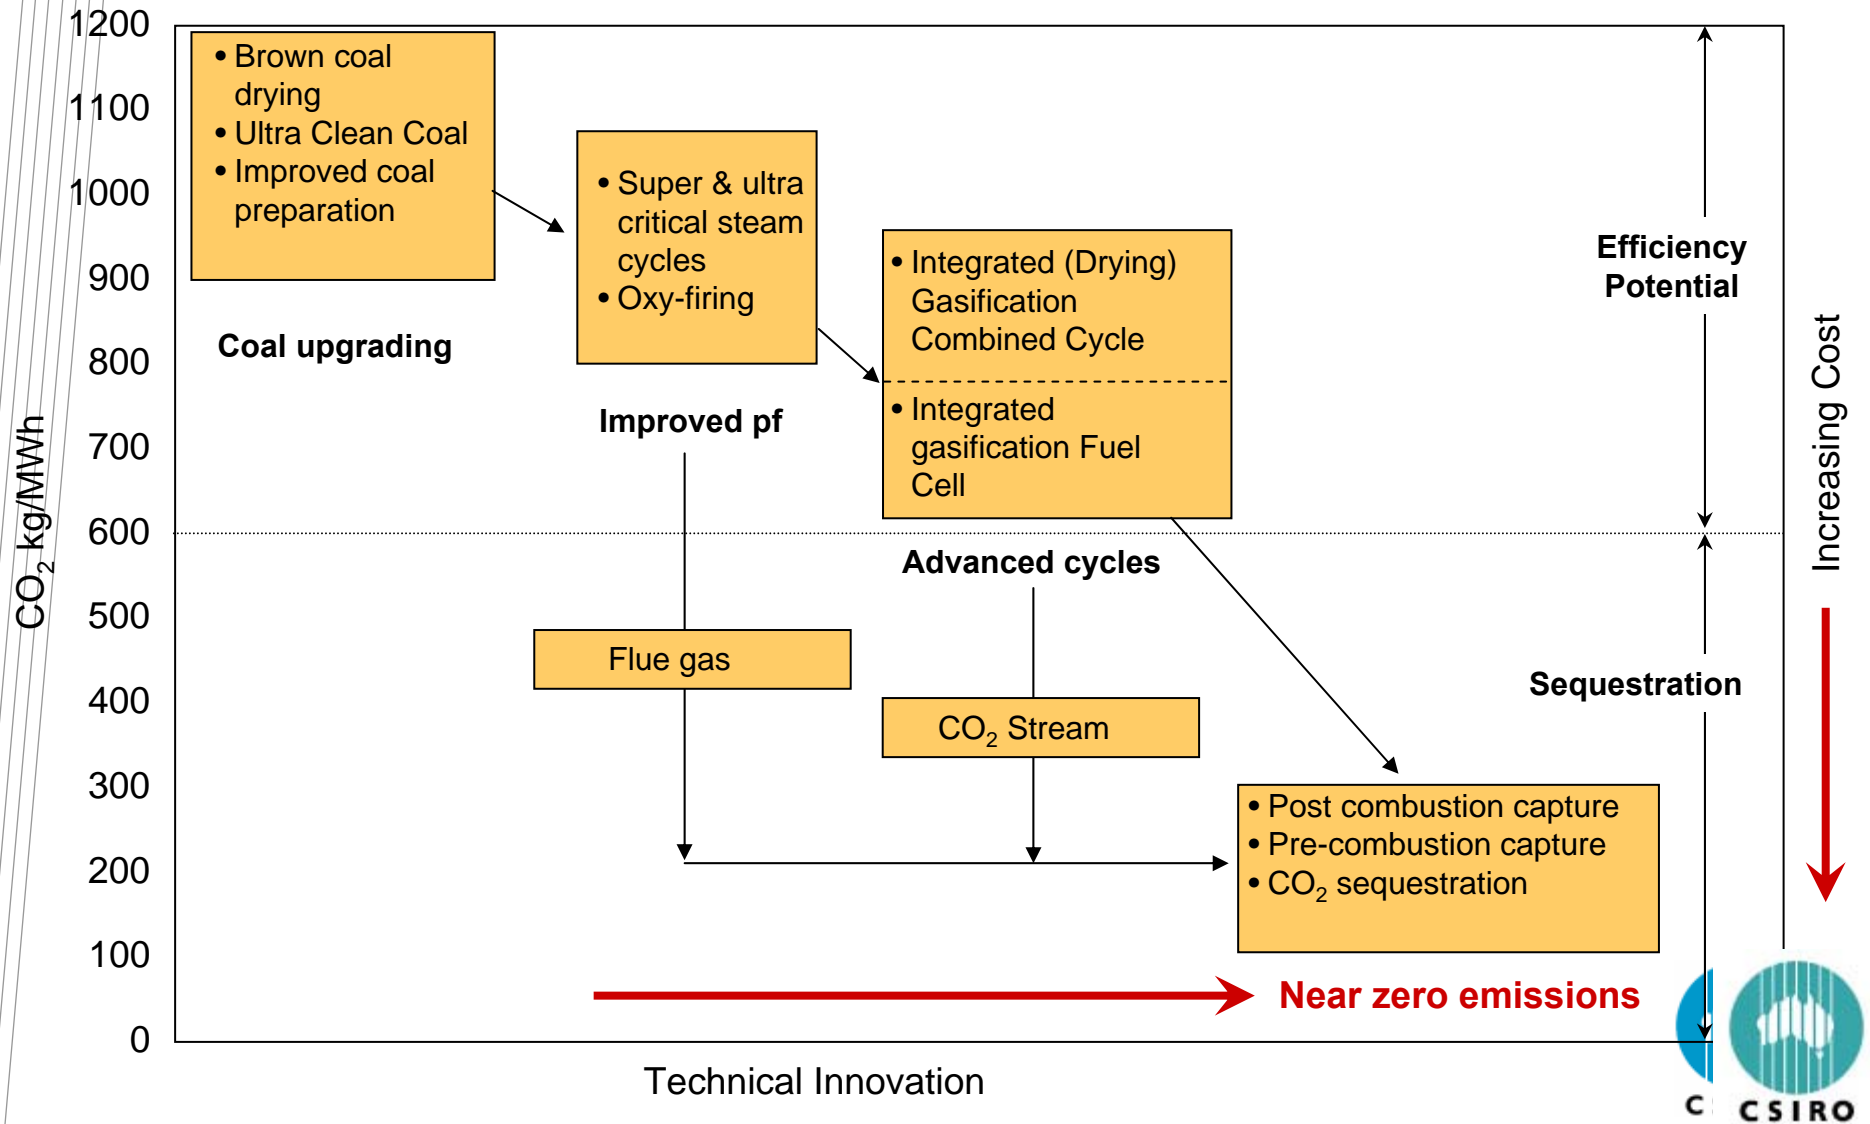 1200
1100
1000
900
800
700
600
500
400
300
200
100
0
CO₂ kg/MWh
• Brown coal
drying
• Ultra Clean Coal
• Improved coal
preparation
Coal upgrading
• Super & ultra
critical steam
cycles
• Oxy-firing
Improved pf
• Integrated (Drying)
Gasification
Combined Cycle
• Integrated
gasification Fuel
Cell
Advanced cycles
Flue gas
CO₂ Stream
• Post combustion capture
• Pre-combustion capture
• CO₂ sequestration
Efficiency
Potential
Sequestration
Increasing Cost
Near zero emissions
Technical Innovation
C
CSIRO